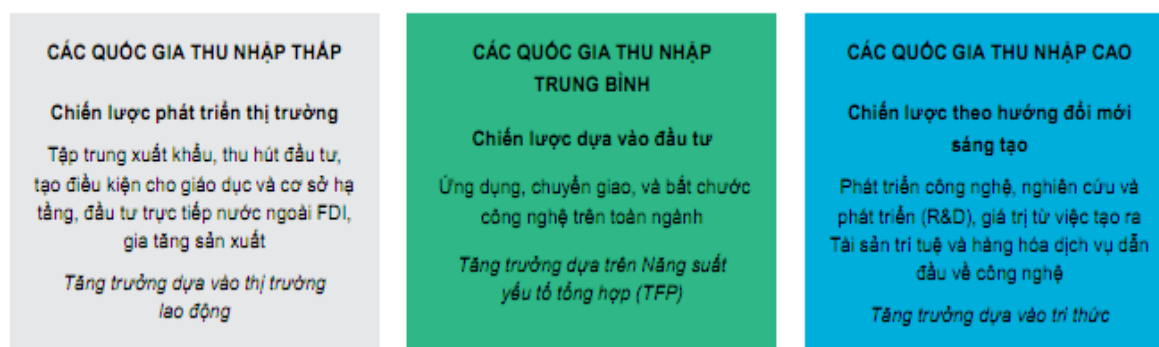 CÁC QUỐC GIA THU NHẬP THẤP
Chiến lược phát triển thị trường
Tập trung xuất khẩu, thu hút đầu tư,
tạo điều kiện cho giáo dục và cơ sở hạ
tầng, đầu tư trực tiếp nước ngoài FDI,
gia tăng sản xuất
Tăng trưởng dựa vào thị trường
lao động
CÁC QUỐC GIA THU NHẬP
TRUNG BÌNH
Chiến lược dựa vào đầu tư
Ứng dụng, chuyển giao, và bắt chước
công nghệ trên toàn ngành
Tăng trưởng dựa trên Năng suất
yếu tố tổng hợp (TFP)
CÁC QUỐC GIA THU NHẬP CAO
Chiến lược theo hướng đổi mới
sáng tạo
Phát triển công nghệ, nghiên cứu và
phát triển (R&D), giá trị từ việc tạo ra
Tài sản trí tuệ và hàng hóa dịch vụ dẫn
đầu về công nghệ
Tăng trưởng dựa vào tri thức